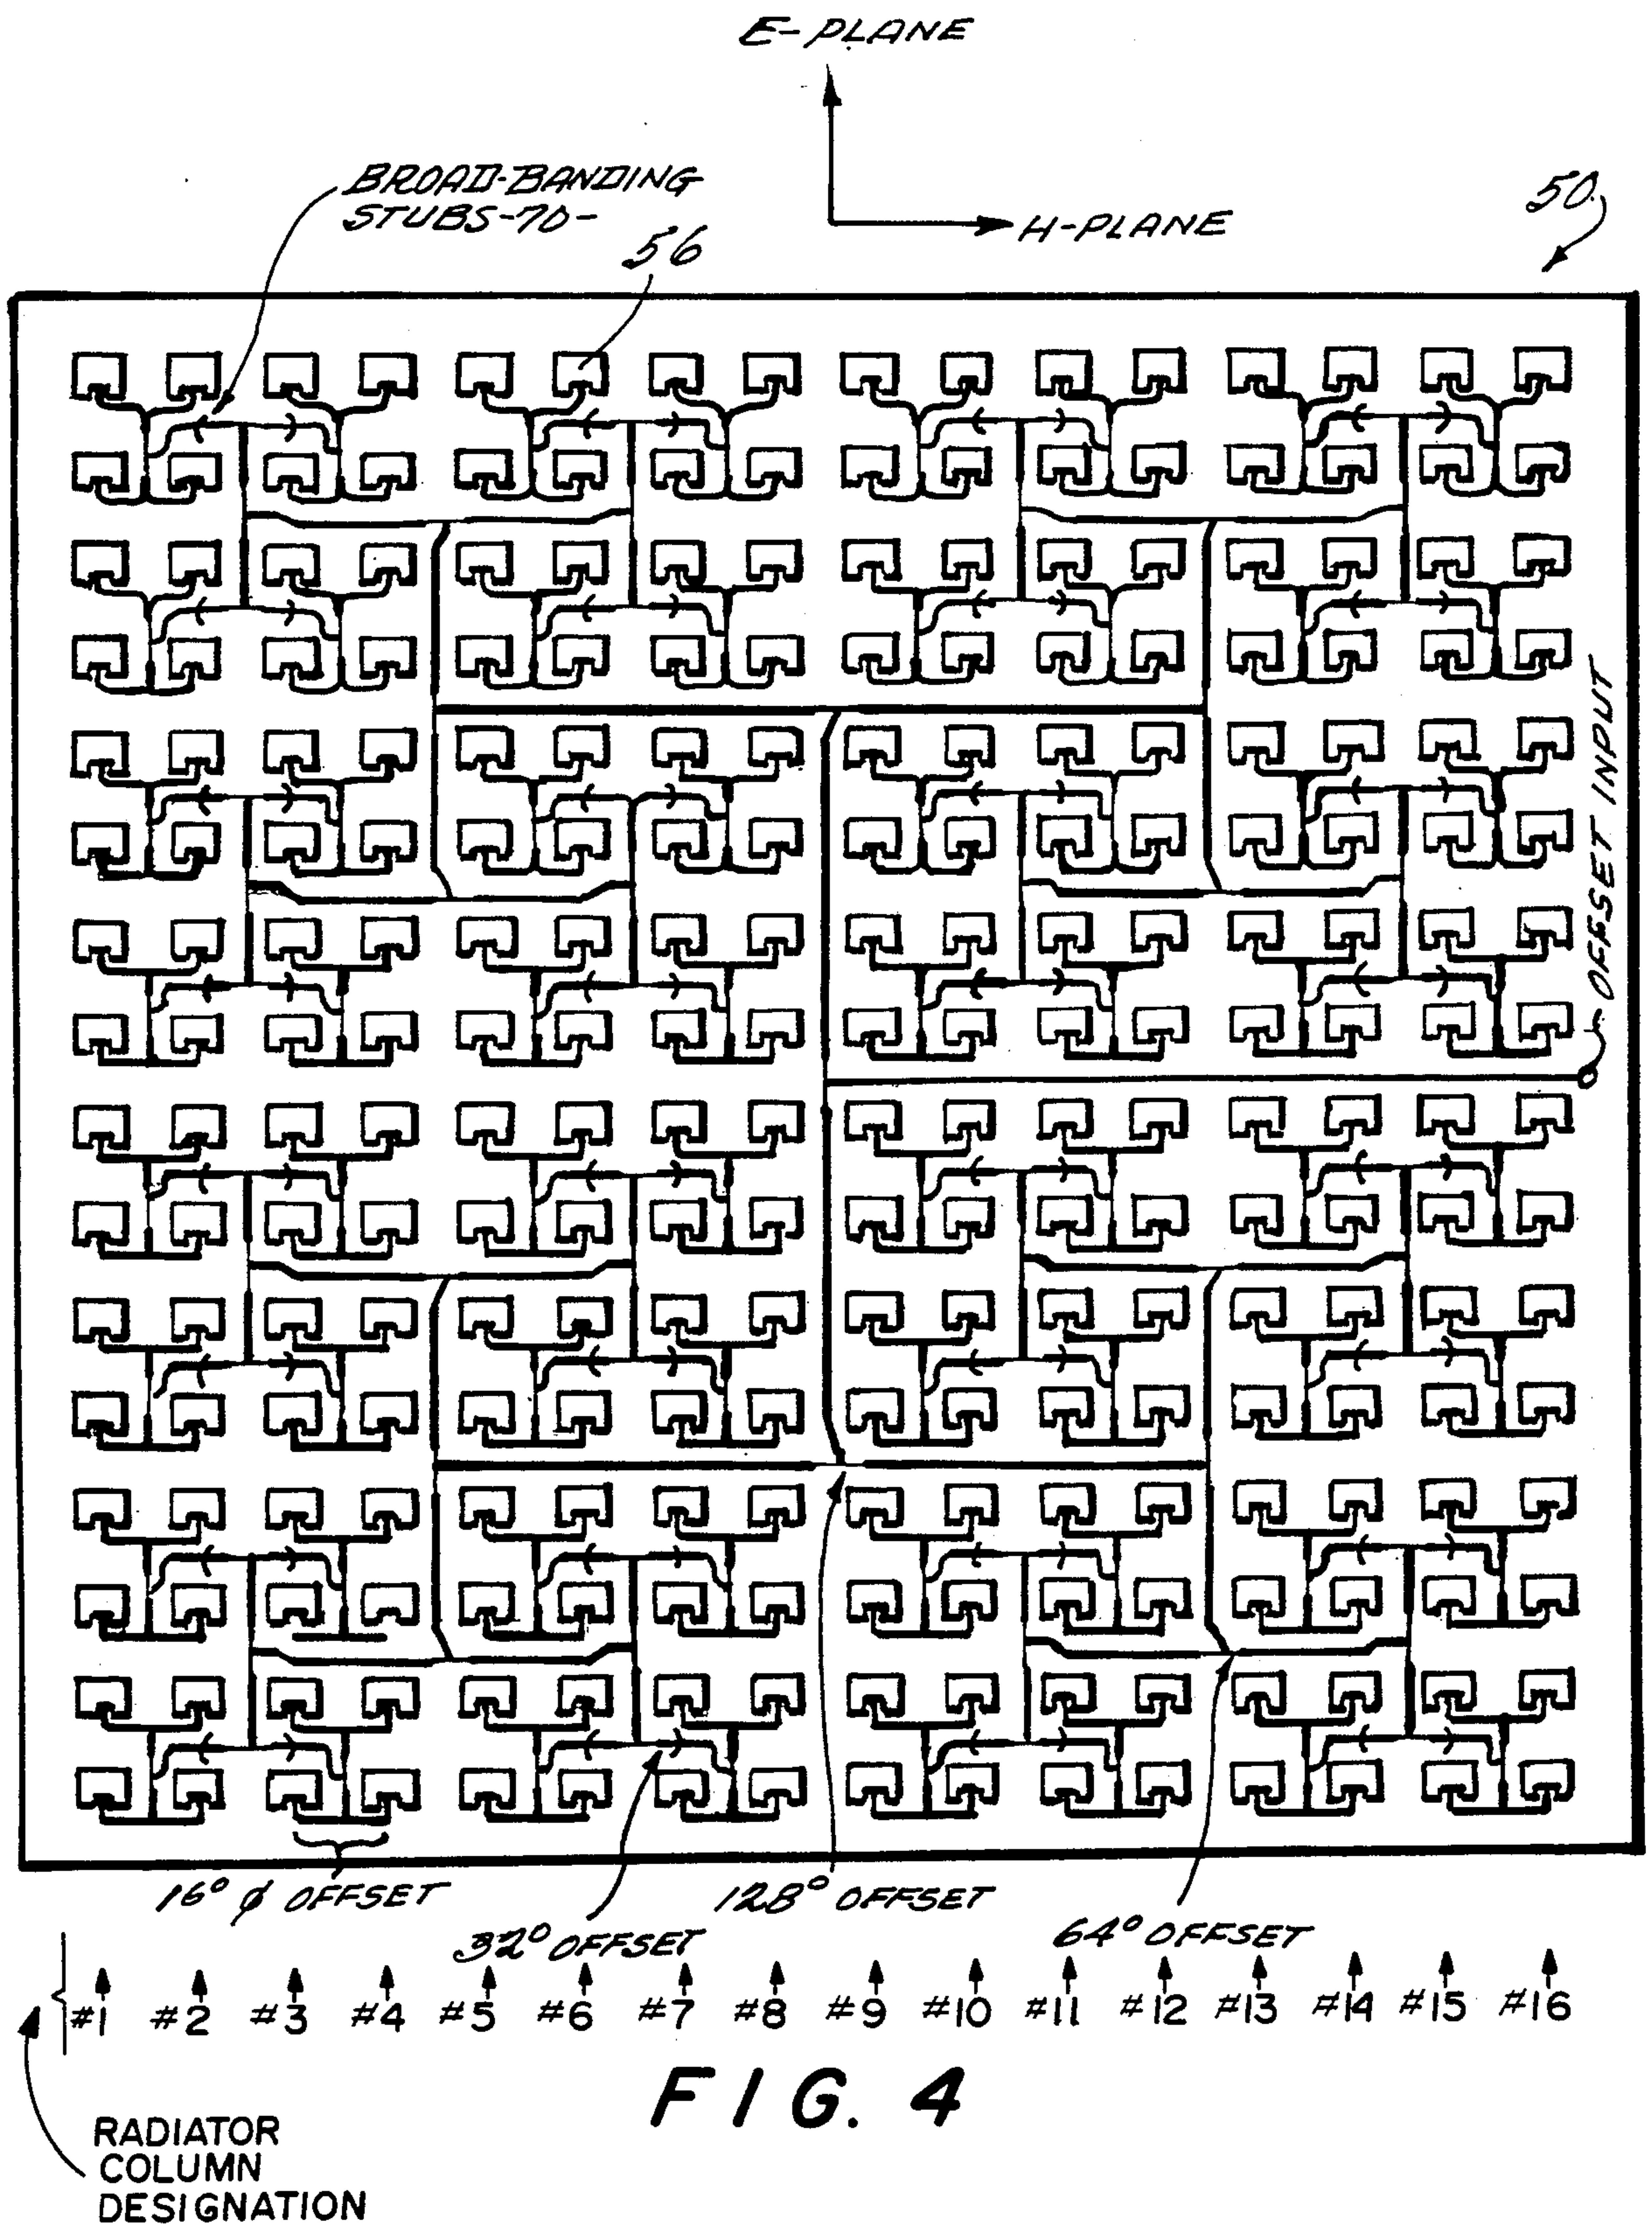 E-PLANE
BROAD-BANDING
STUBS-70-
56
H-PLANE
50
OFFSET INPUT
16° ϕ OFFSET
128° OFFSET
32° OFFSET
64° OFFSET
#1 #2 #3 #4 #5 #6 #7 #8 #9 #10 #11 #12 #13 #14 #15 #16
FIG. 4
RADIATOR
COLUMN
DESIGNATION